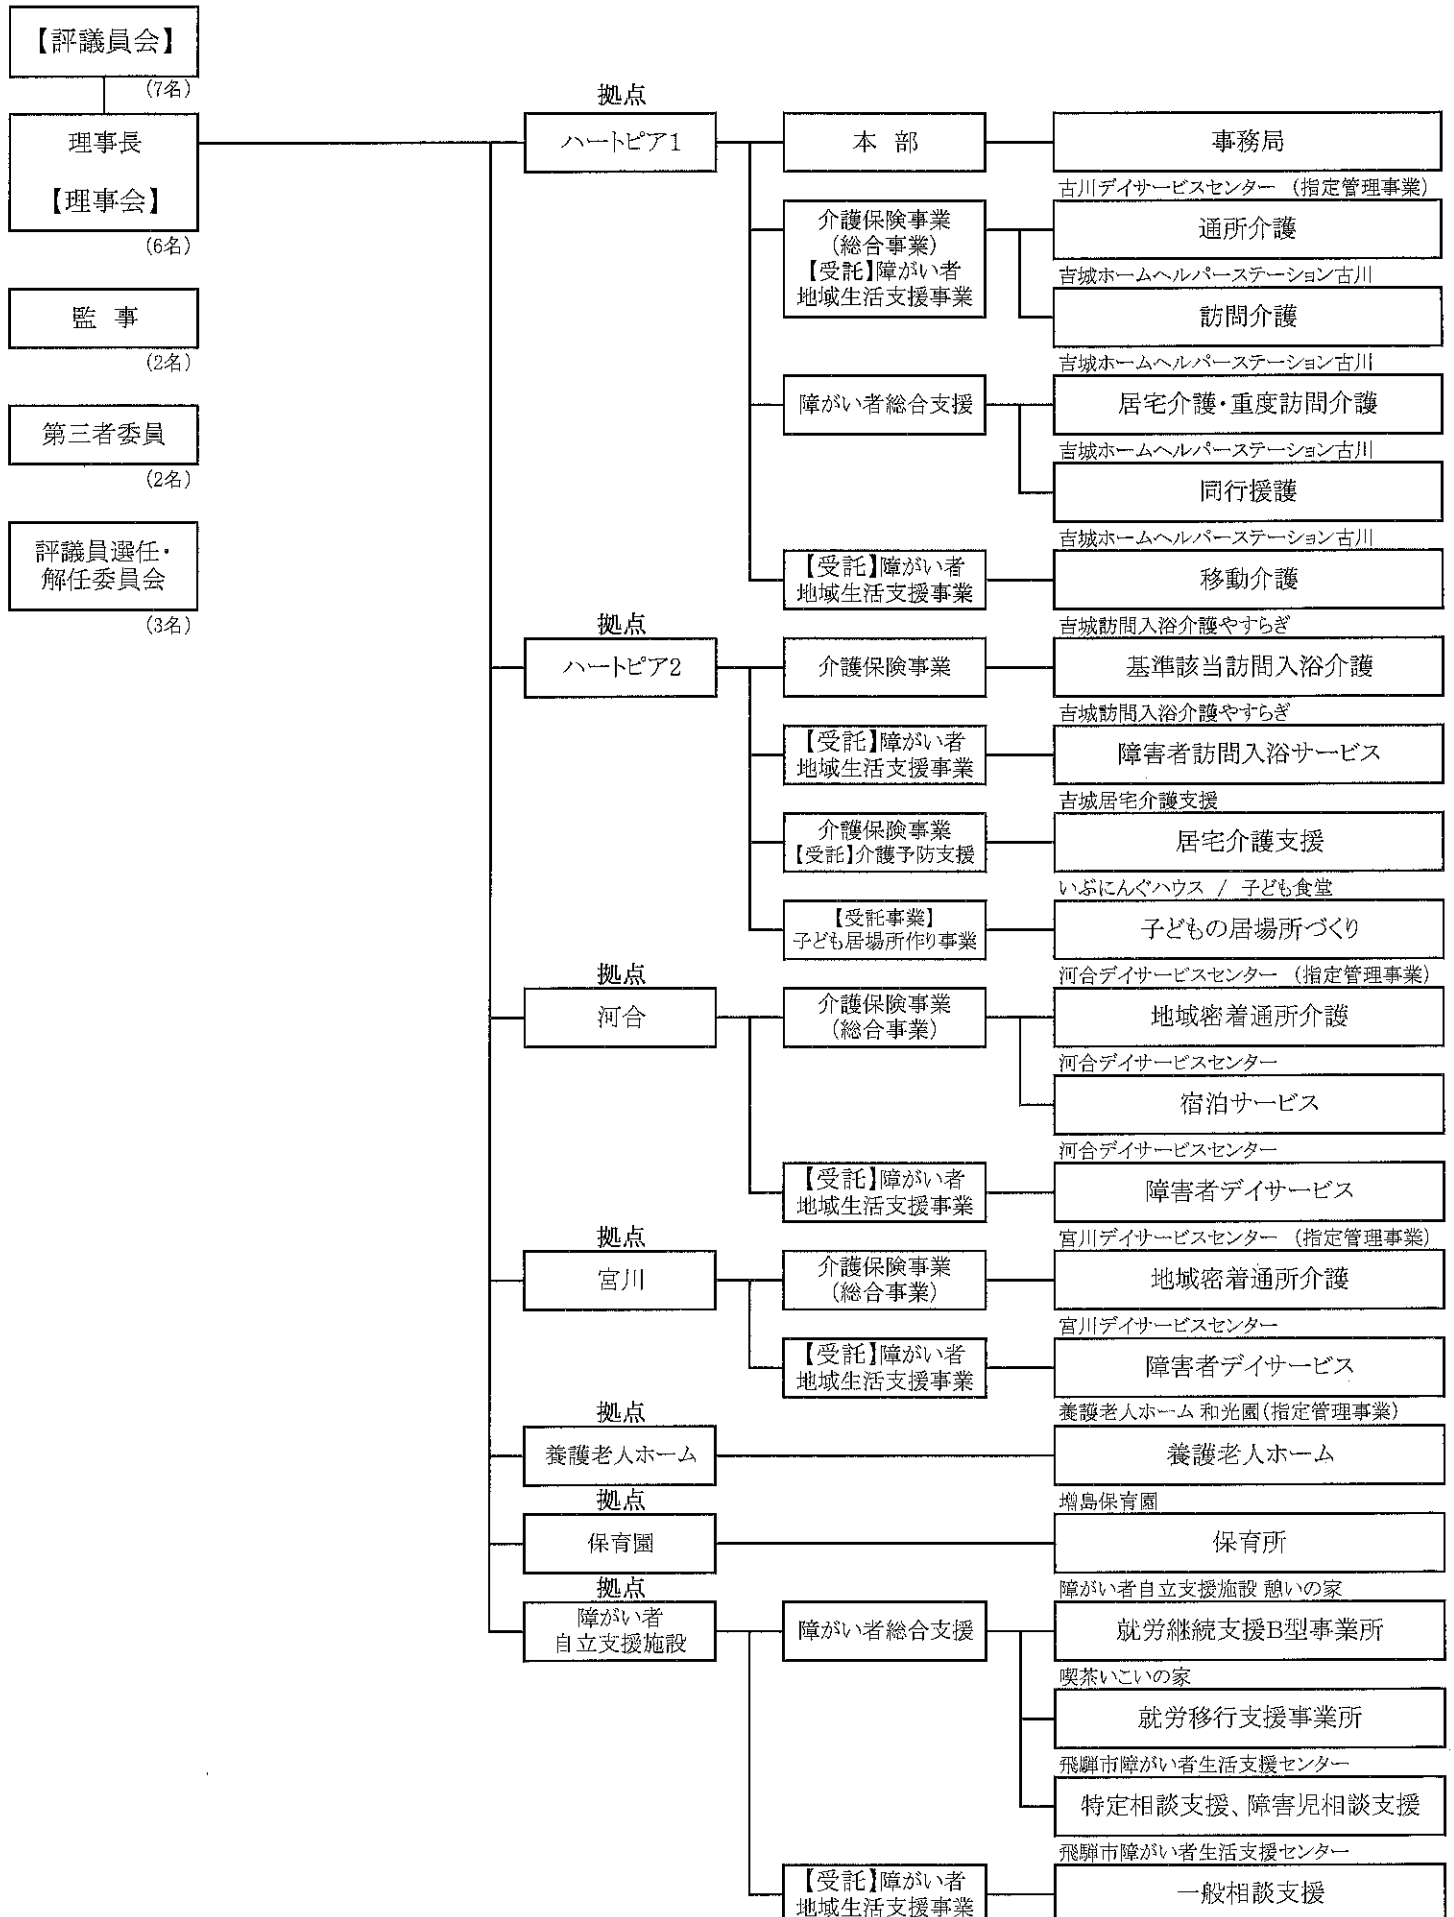 【評議員会】
(7名)
理事長
【理事会】
(6名)
監 事
(2名)
第三者委員
(2名)
評議員選任・
解任委員会
(3名)
拠点
ハートピア1
本 部
事務局
介護保険事業
(総合事業)
【受託】障がい者
地域生活支援事業
古川デイサービスセンター (指定管理事業)
通所介護
吉城ホームヘルパーステーション古川
訪問介護
障がい者総合支援
吉城ホームヘルパーステーション古川
居宅介護・重度訪問介護
吉城ホームヘルパーステーション古川
同行援護
【受託】障がい者
地域生活支援事業
吉城ホームヘルパーステーション古川
移動介護
拠点
ハートピア2
介護保険事業
吉城訪問入浴介護やすらぎ
基準該当訪問入浴介護
【受託】障がい者
地域生活支援事業
吉城訪問入浴介護やすらぎ
障害者訪問入浴サービス
介護保険事業
【受託】介護予防支援
吉城居宅介護支援
居宅介護支援
【受託事業】
子ども居場所作り事業
いぶにんぐハウス / 子ども食堂
子どもの居場所づくり
拠点
河合
介護保険事業
(総合事業)
河合デイサービスセンター (指定管理事業)
地域密着通所介護
河合デイサービスセンター
宿泊サービス
【受託】障がい者
地域生活支援事業
河合デイサービスセンター
障害者デイサービス
拠点
宮川
介護保険事業
(総合事業)
宮川デイサービスセンター (指定管理事業)
地域密着通所介護
【受託】障がい者
地域生活支援事業
宮川デイサービスセンター
障害者デイサービス
拠点
養護老人ホーム
養護老人ホーム 和光園(指定管理事業)
養護老人ホーム
拠点
保育園
増島保育園
保育所
拠点
障がい者
自立支援施設
障がい者総合支援
障がい者自立支援施設 憩いの家
就労継続支援B型事業所
喫茶いこいの家
就労移行支援事業所
飛騨市障がい者生活支援センター
特定相談支援、障害児相談支援
【受託】障がい者
地域生活支援事業
飛騨市障がい者生活支援センター
一般相談支援